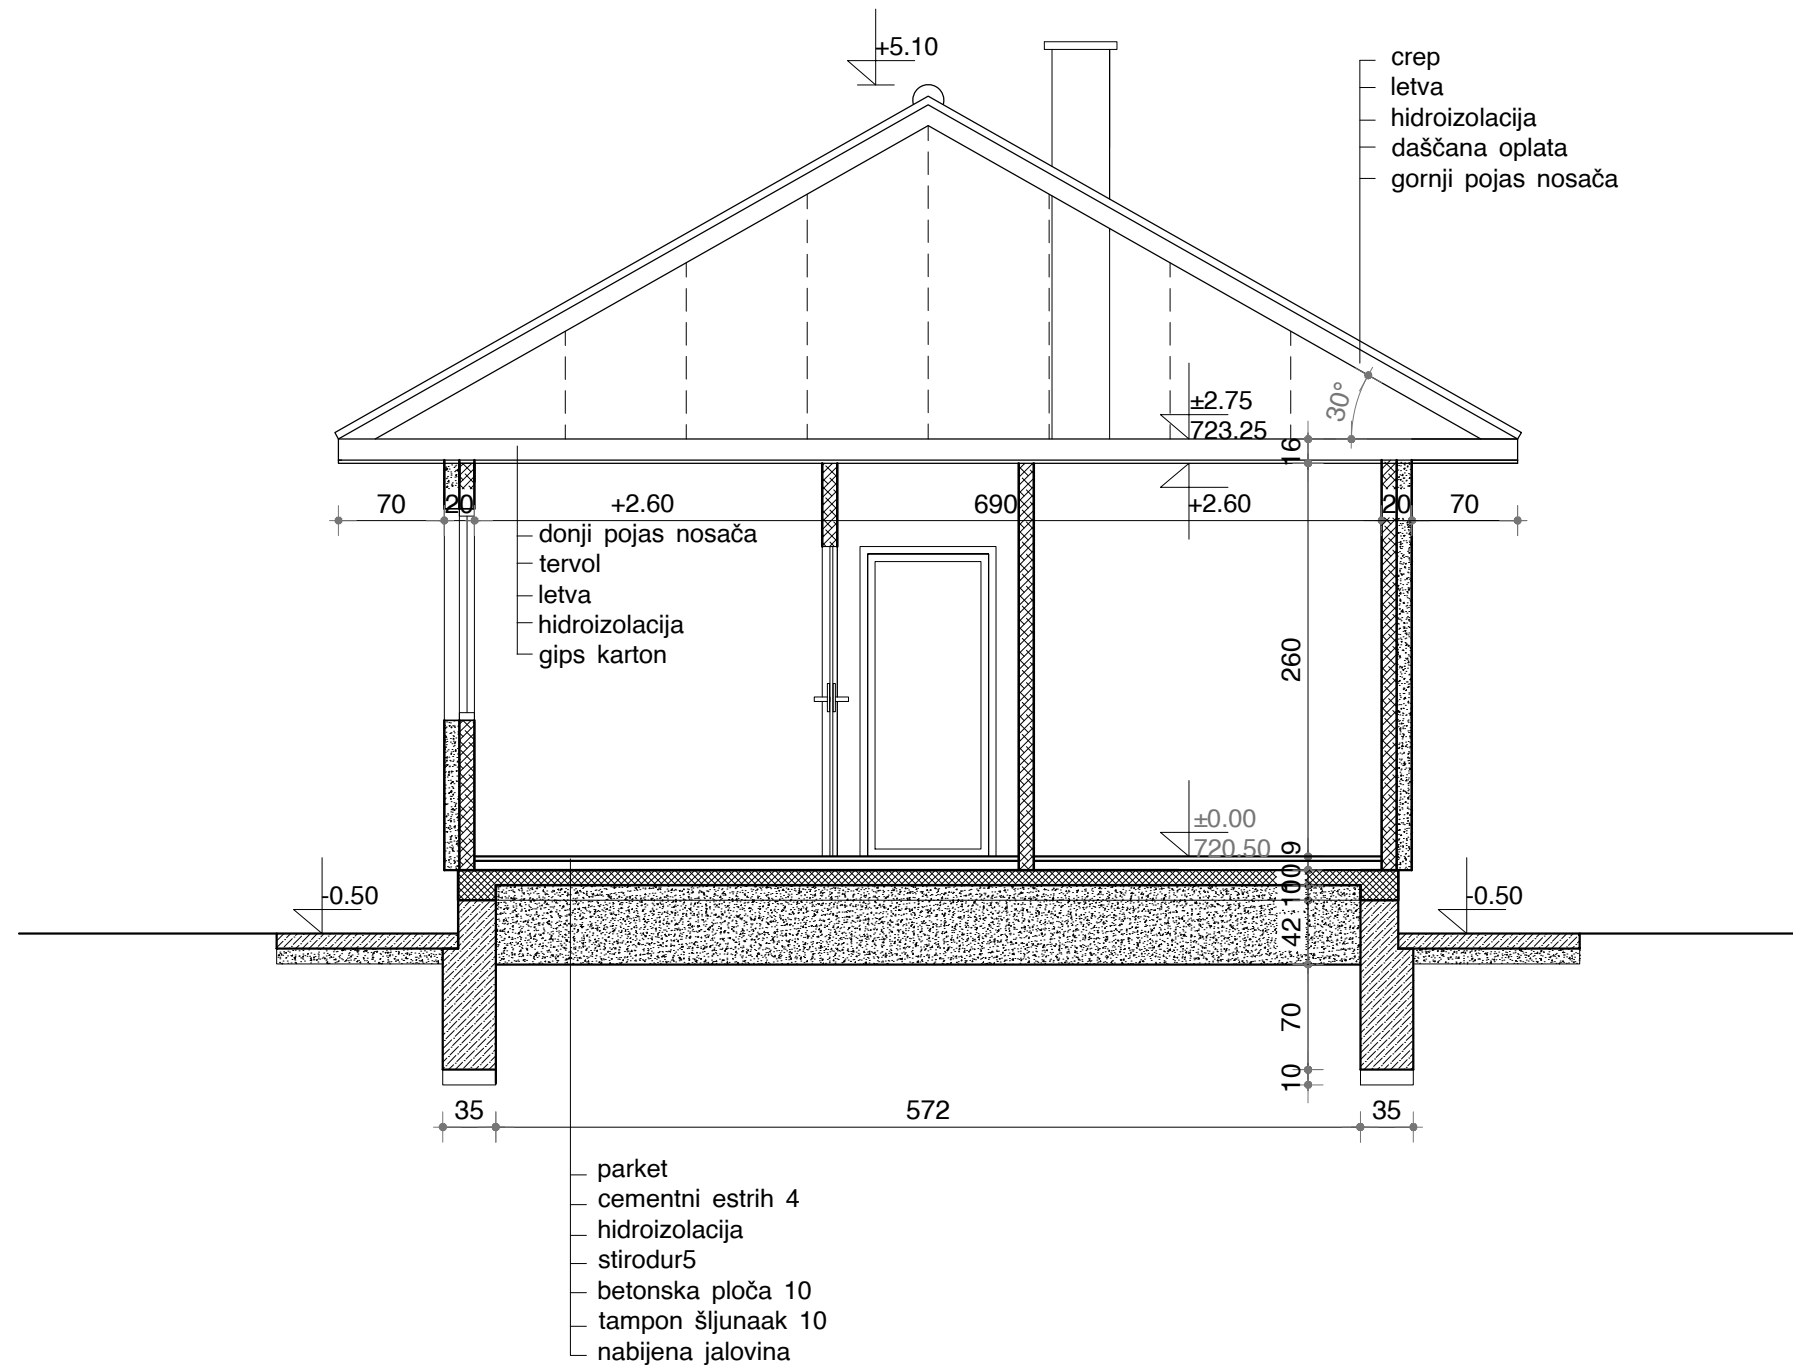 +5.10
crep
letva
hidroizolacija
daščana oplata
gornji pojas nosača
30°
±2.75
723.25
16
70
20
+2.60
690
+2.60
20
70
donji pojas nosača
tervol
letva
hidroizolacija
gips karton
260
±0.00
720.50
9
10
10
-0.50
-0.50
42
70
10
35
572
35
parket
cementni estrih 4
hidroizolacija
stirodur5
betonska ploča 10
tampon šljunaak 10
nabijena jalovina